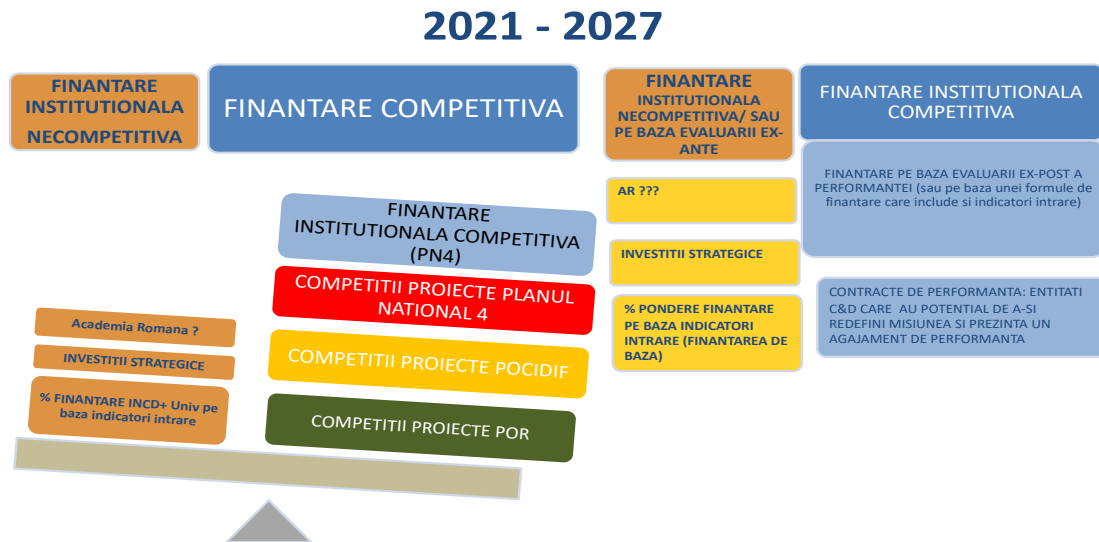 2021 - 2027
FINANTARE
INSTITUTIONALA
NECOMPETITIVA
FINANTARE COMPETITIVA
FINANTARE
INSTITUTIONALA COMPETITIVA
(PN4)
COMPETITII PROIECTE PLANUL
NATIONAL 4
COMPETITII PROIECTE POCIDIF
COMPETITII PROIECTE POR
Academia Romana ?
INVESTITII STRATEGICE
% FINANTARE INCD+ Univ pe
baza indicatori intrare
FINANTARE
INSTITUTIONALA
NECOMPETITIVA/ SAU
PE BAZA EVALUARII EX-
ANTE
AR ???
INVESTITII STRATEGICE
% PONDERE FINANTARE
PE BAZA INDICATORI
INTRARE (FINANTAREA DE
BAZA)
FINANTARE INSTITUTIONALA
COMPETITIVA
FINANTARE PE BAZA EVALUARII EX-POST A
PERFORMANTEI (sau pe baza unei formule de
finantare care include si indicatori intrare)
CONTRACTE DE PERFORMANTA: ENTITATI
C&D CARE AU POTENTIAL DE A-SI
REDEFINI MISIUNEA SI PREZINTA UN
AGAJAMENT DE PERFORMANTA